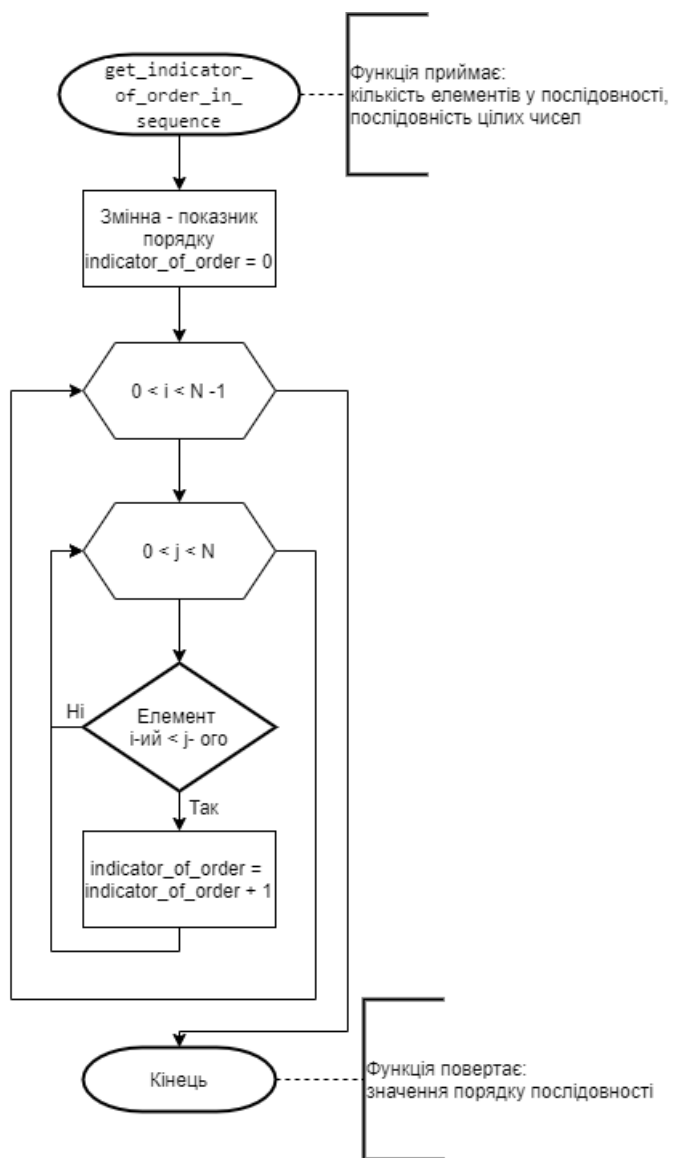 get_indicator_
of_order_in_
sequence
Функція приймає:
кількість елементів у послідовності,
послідовність цілих чисел
Змінна - показник
порядку
indicator_of_order = 0
0 < i < N -1
0 < j < N
Ні
Елемент
i-ий < j- ого
Так
indicator_of_order =
indicator_of_order + 1
Кінець
Функція повертає:
значення порядку послідовності